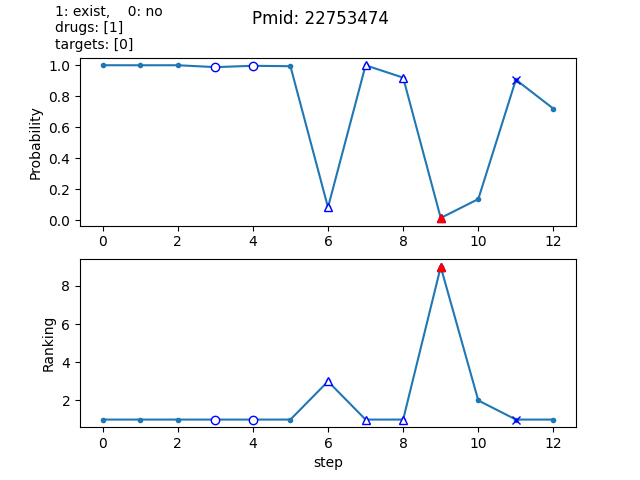 1: exist,    0: no
drugs: [1]
targets: [0]
Pmid: 22753474
Probability
1.0
0.8
0.6
0.4
0.2
0.0
0 2 4 6 8 10 12
Ranking
8
6
4
2
0 2 4 6 8 10 12
step